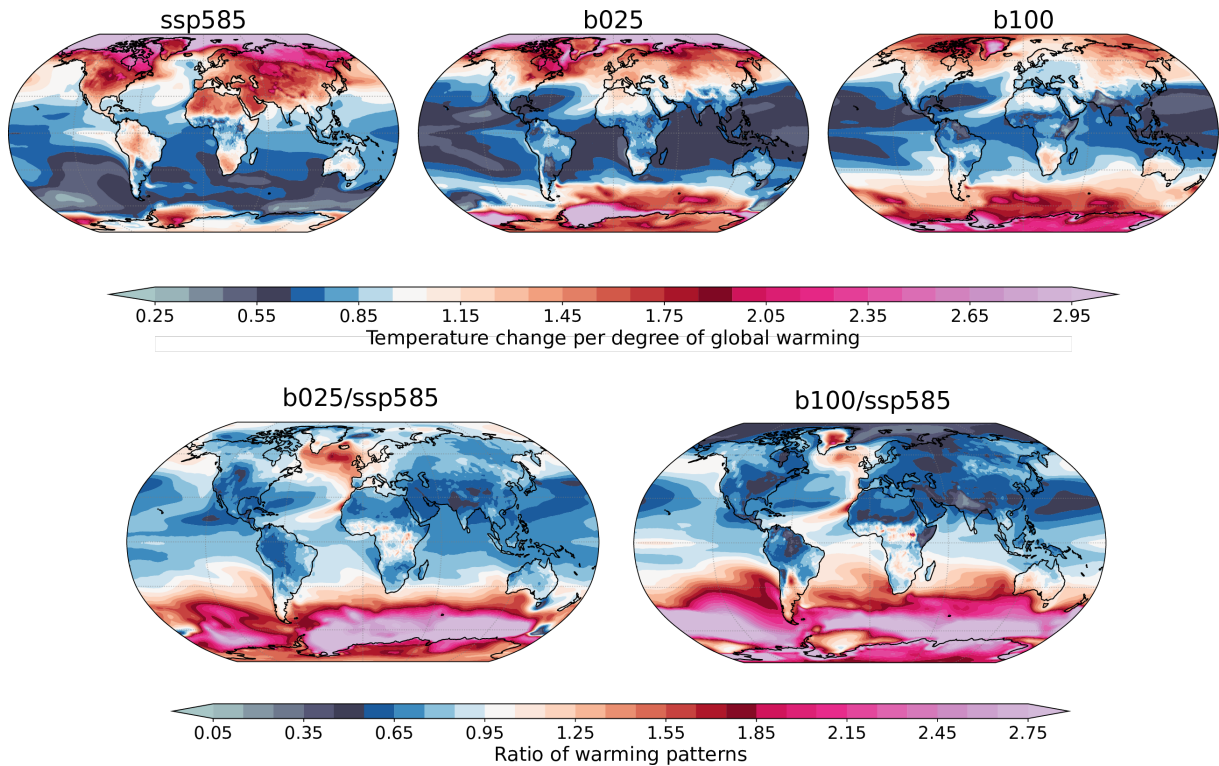 ssp585 b025 b100
0.25 0.55 0.85 1.15 1.45 1.75 2.05 2.35 2.65 2.95
Temperature change per degree of global warming
b025/ssp585 b100/ssp585
0.05 0.35 0.65 0.95 1.25 1.55 1.85 2.15 2.45 2.75
Ratio of warming patterns